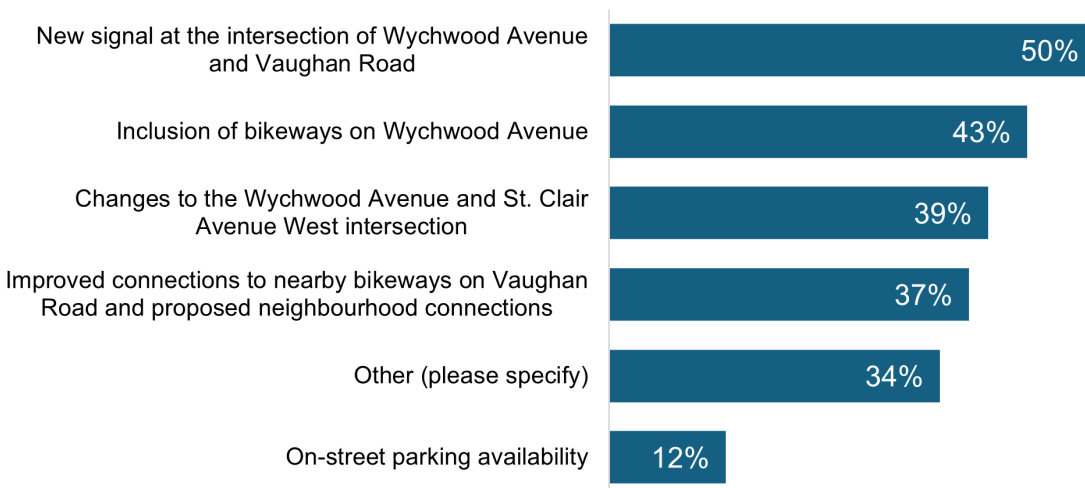 New signal at the intersection of Wychwood Avenue
and Vaughan Road
50%
Inclusion of bikeways on Wychwood Avenue
43%
Changes to the Wychwood Avenue and St. Clair
Avenue West intersection
39%
Improved connections to nearby bikeways on Vaughan
Road and proposed neighbourhood connections
37%
Other (please specify)
34%
On-street parking availability
12%